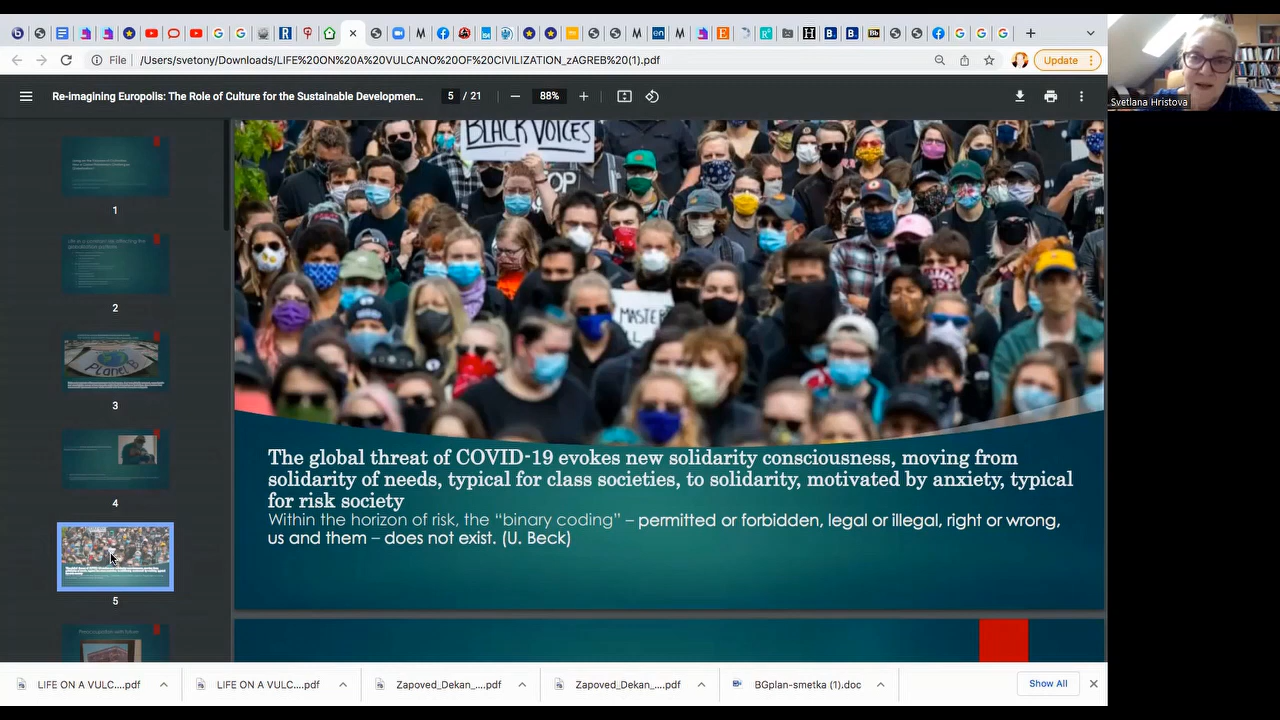 File
/Users/svetony/Downloads/LIFE%20ON%20A%20VULCANO%20OF%20CIVILIZATION_zAGREB%20(1).pdf
Update
Svetlana Hristova
Re-imagining Europolis: The Role of Culture for the Sustainable Developmen...
5 / 21
88%
BLACK VOICES
MASTER
1
2
3
PLANET B
4
5
The global threat of COVID-19 evokes new solidarity consciousness, moving from
solidarity of needs, typical for class societies, to solidarity, motivated by anxiety, typical
for risk society
Within the horizon of risk, the “binary coding” – permitted or forbidden, legal or illegal, right or wrong,
us and them – does not exist. (U. Beck)
LIFE ON A VULC....pdf
LIFE ON A VULC....pdf
Zapoved_Dekan_....pdf
Zapoved_Dekan_....pdf
BGplan-smetka (1).doc
Show All